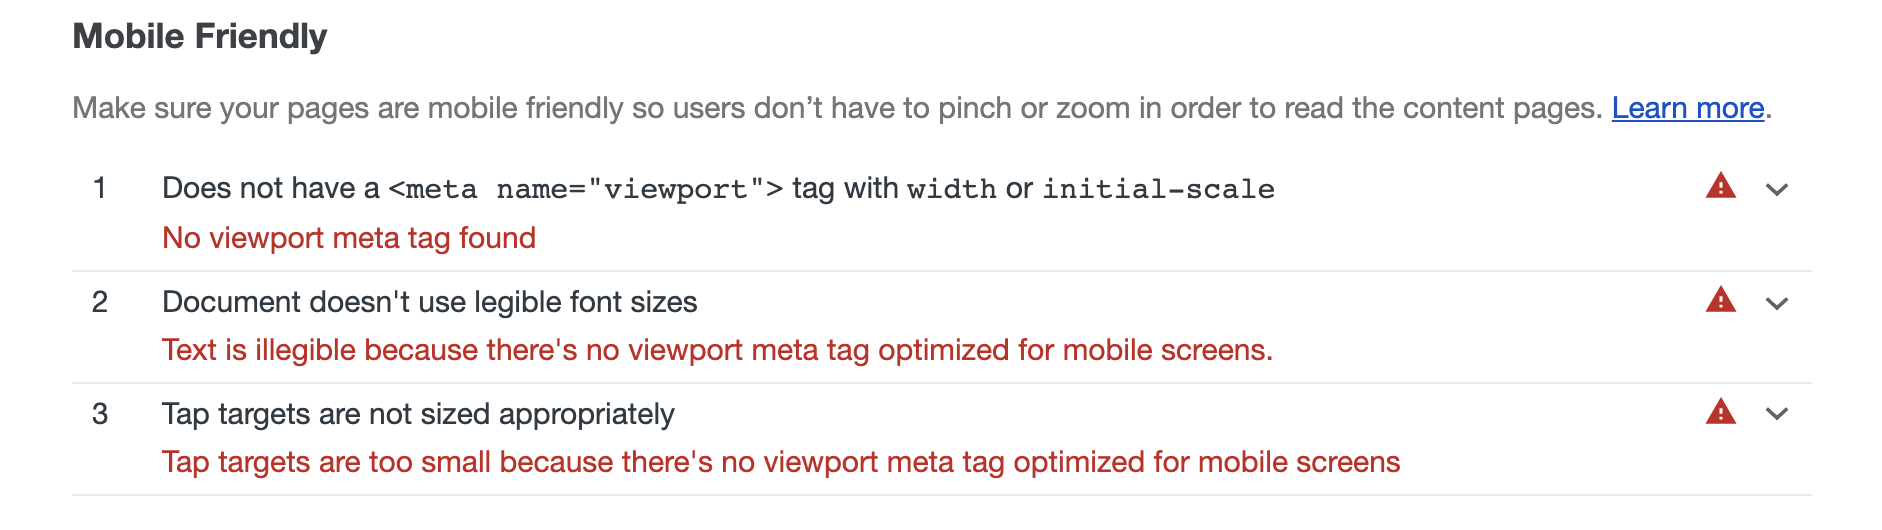 Mobile Friendly
Make sure your pages are mobile friendly so users don’t have to pinch or zoom in order to read the content pages. Learn more.
1 Does not have a <meta name="viewport"> tag with width or initial-scale
No viewport meta tag found
2 Document doesn't use legible font sizes
Text is illegible because there's no viewport meta tag optimized for mobile screens.
3 Tap targets are not sized appropriately
Tap targets are too small because there's no viewport meta tag optimized for mobile screens